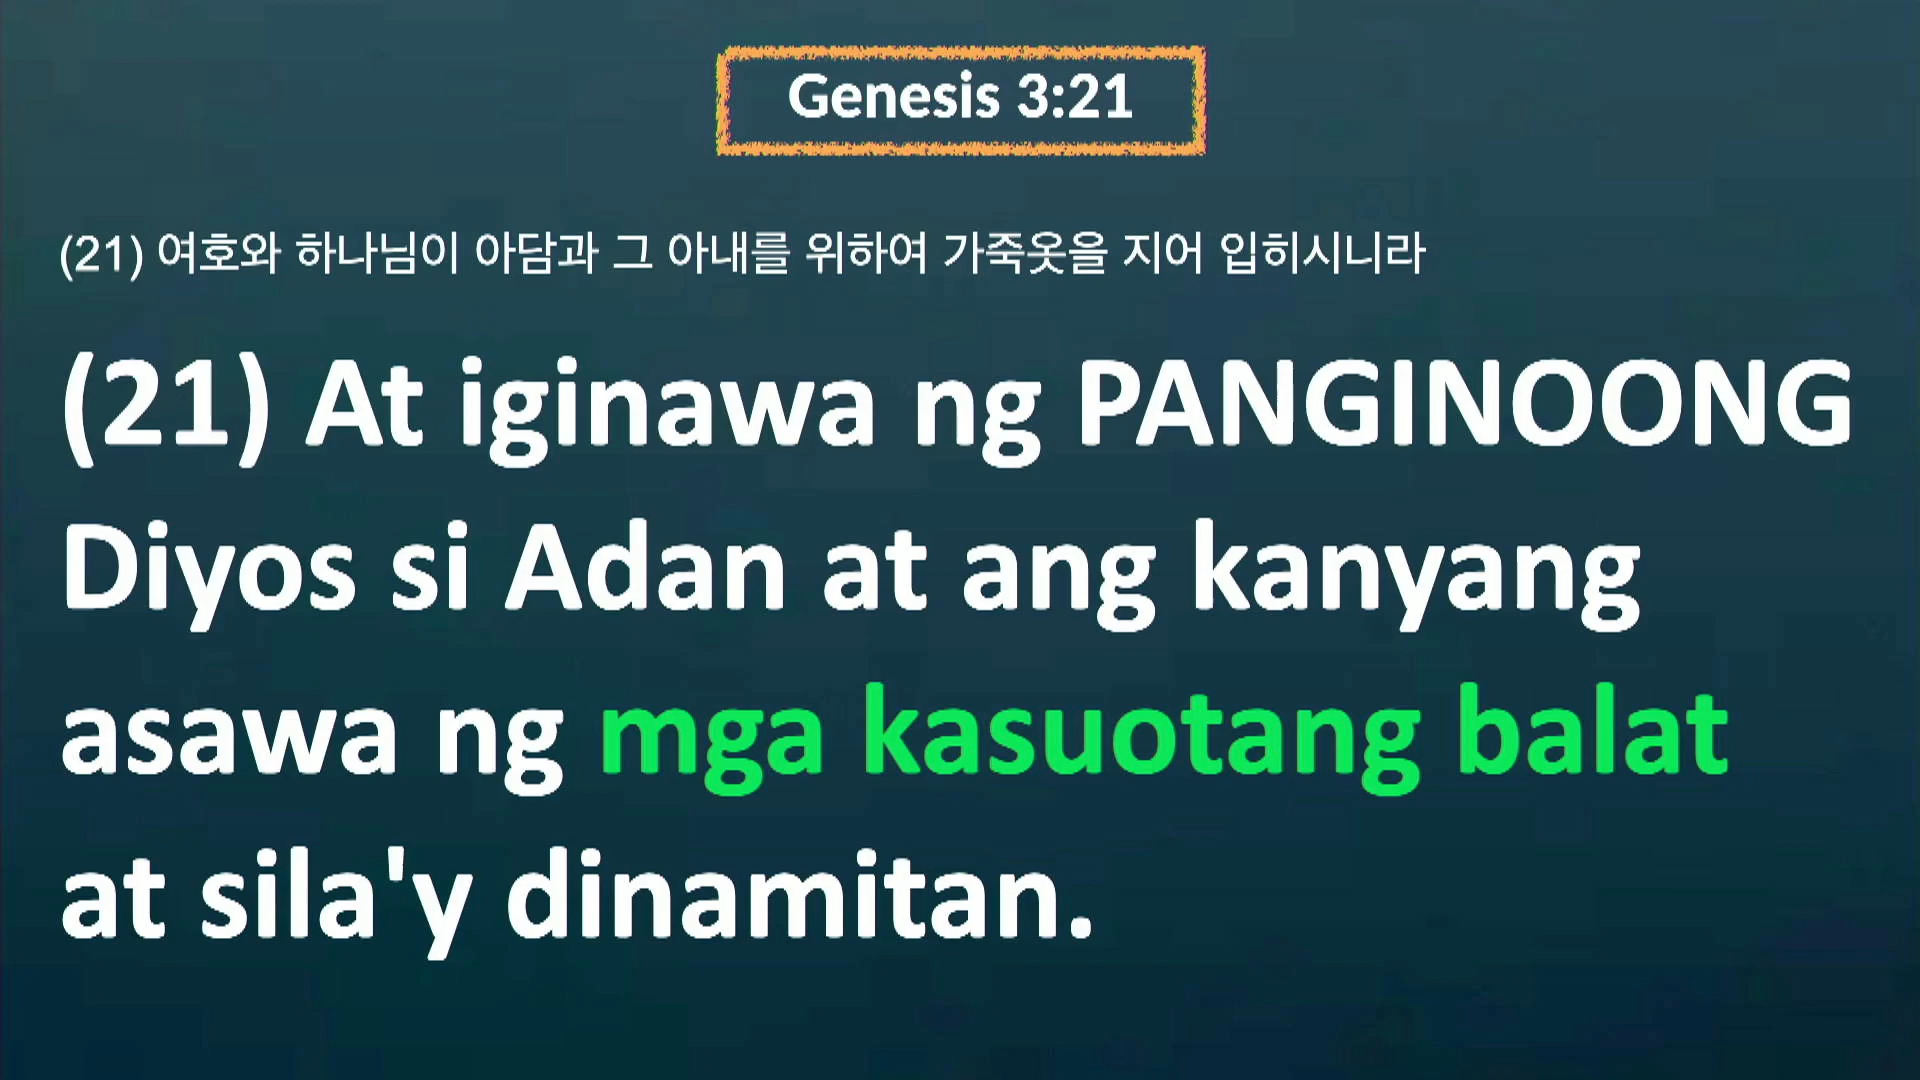 Genesis 3:21
(21) 여호와 하나님이 아담과 그 아내를 위하여 가죽옷을 지어 입히시니라
(21) At iginawa ng PANGINOONG
Diyos si Adan at ang kanyang
asawa ng mga kasuotang balat
at sila'y dinamitan.